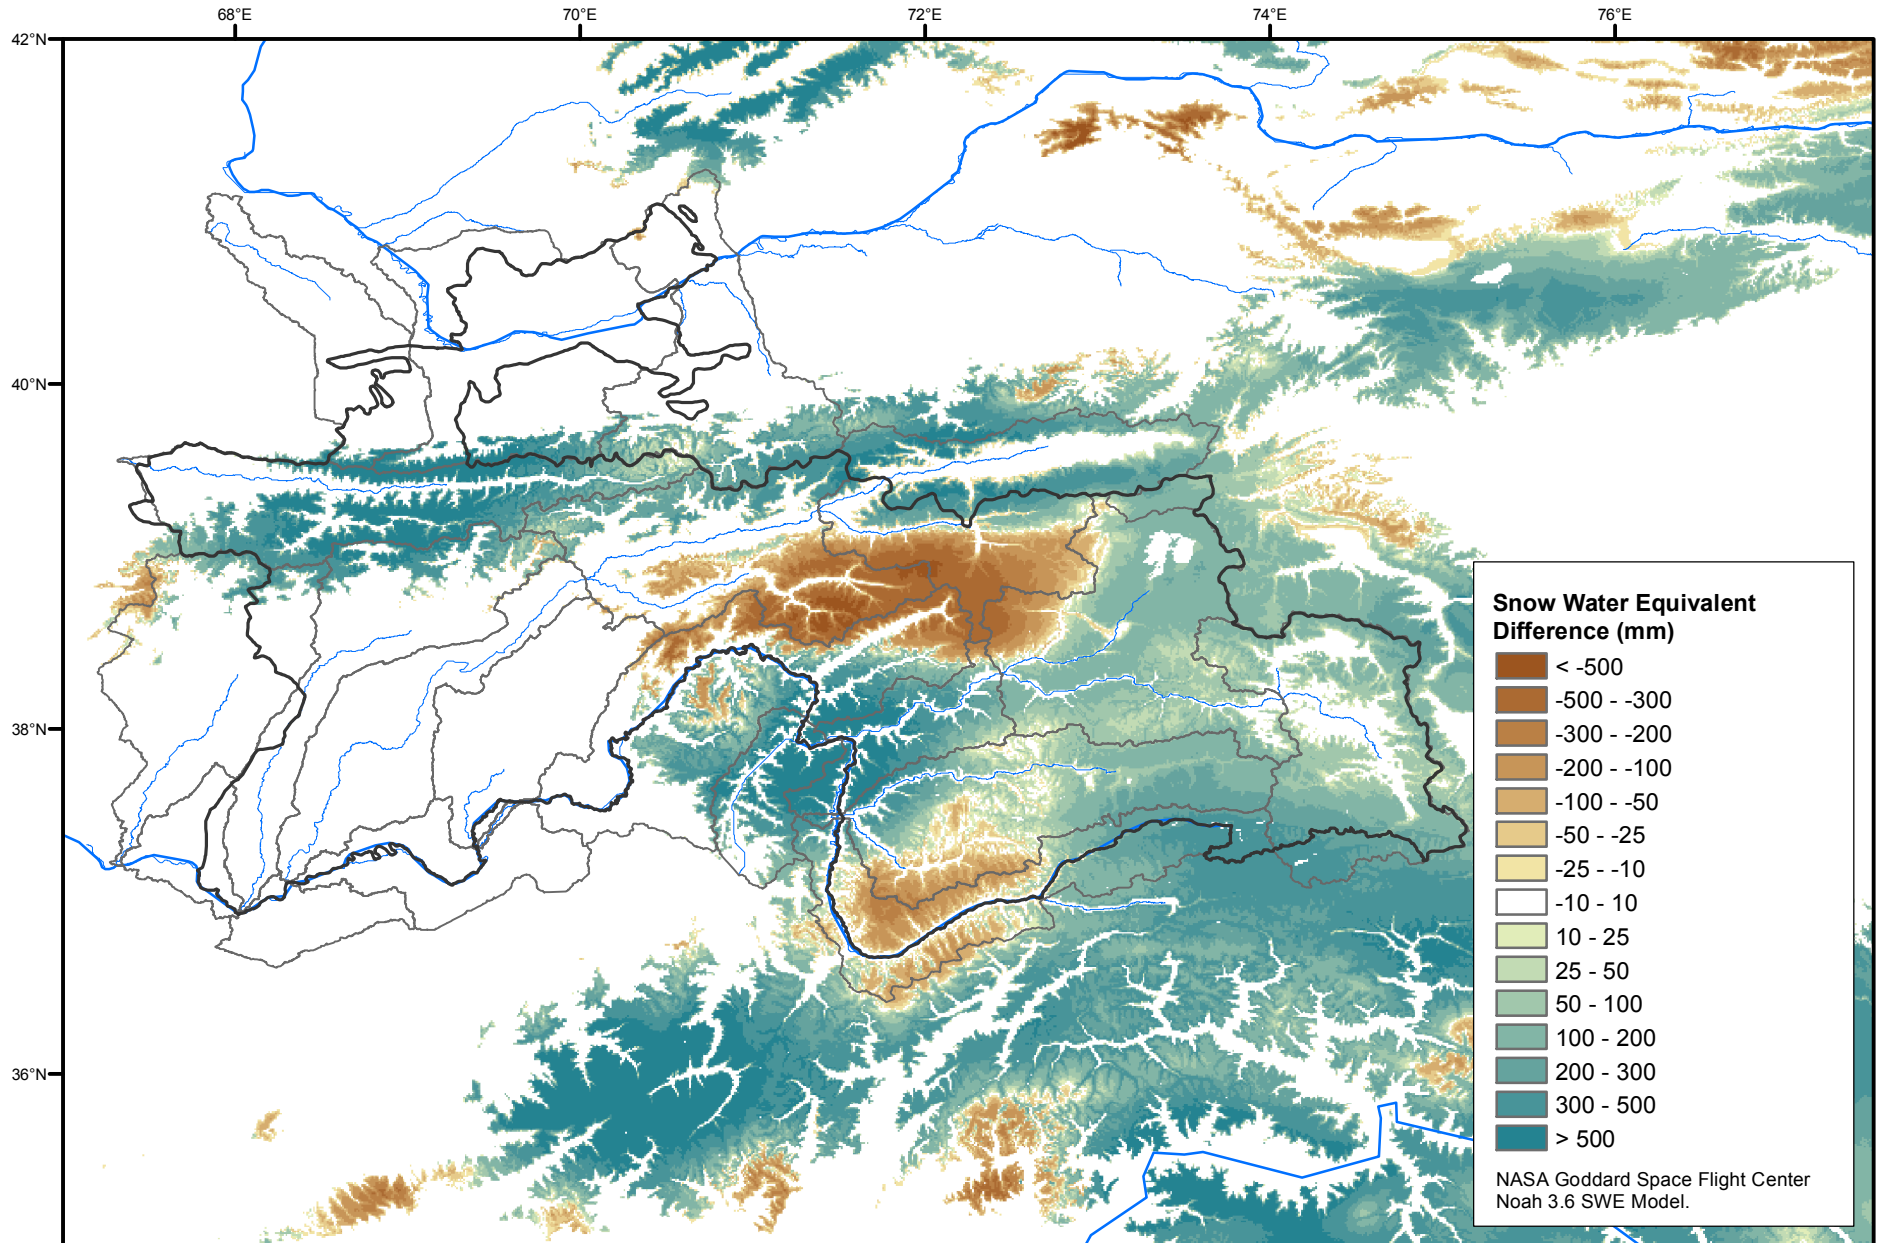 68°E 70°E 72°E 74°E 76°E
42°N
40°N
38°N
36°N
Snow Water Equivalent
Difference (mm)
< -500
-500 - -300
-300 - -200
-200 - -100
-100 - -50
-50 - -25
-25 - -10
-10 - 10
10 - 25
25 - 50
50 - 100
100 - 200
200 - 300
300 - 500
> 500
NASA Goddard Space Flight Center
Noah 3.6 SWE Model.